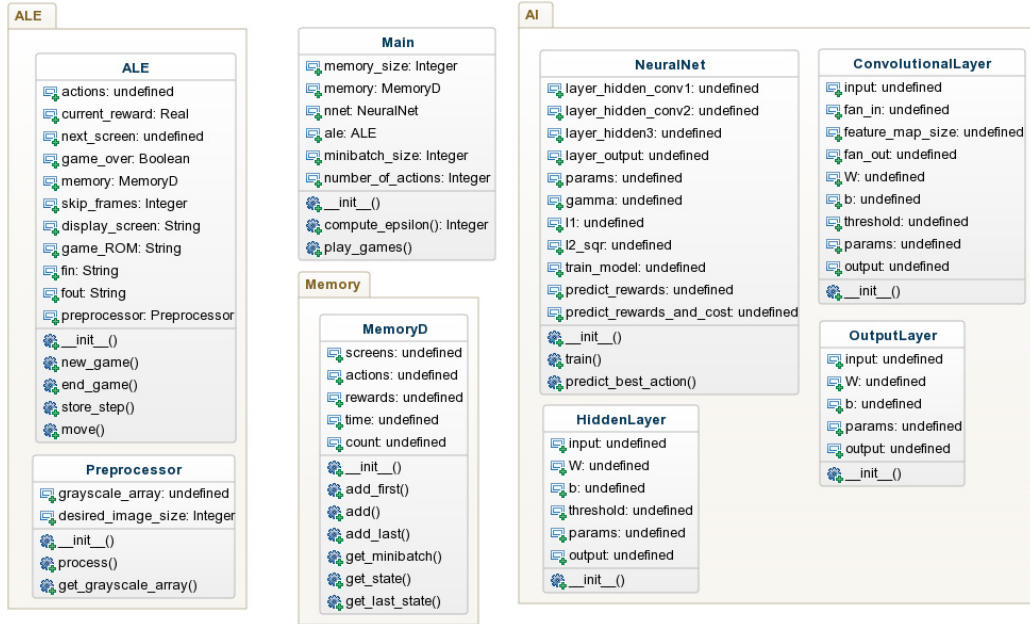 ALE
ALE
actions: undefined
current_reward: Real
next_screen: undefined
game_over: Boolean
memory: MemoryD
skip_frames: Integer
display_screen: String
game_ROM: String
fin: String
fout: String
preprocessor: Preprocessor
__init__()
new_game()
end_game()
store_step()
move()
Preprocessor
grayscale_array: undefined
desired_image_size: Integer
__init__()
process()
get_grayscale_array()
Main
memory_size: Integer
memory: MemoryD
nnet: NeuralNet
ale: ALE
minibatch_size: Integer
number_of_actions: Integer
__init__()
compute_epsilon(): Integer
play_games()
Memory
MemoryD
screens: undefined
actions: undefined
rewards: undefined
time: undefined
count: undefined
__init__()
add_first()
add()
add_last()
get_minibatch()
get_state()
get_last_state()
AI
NeuralNet
layer_hidden_conv1: undefined
layer_hidden_conv2: undefined
layer_hidden3: undefined
layer_output: undefined
params: undefined
gamma: undefined
l1: undefined
l2_sqr: undefined
train_model: undefined
predict_rewards: undefined
predict_rewards_and_cost: undefined
__init__()
train()
predict_best_action()
HiddenLayer
input: undefined
W: undefined
b: undefined
threshold: undefined
params: undefined
output: undefined
__init__()
ConvolutionalLayer
input: undefined
fan_in: undefined
feature_map_size: undefined
fan_out: undefined
W: undefined
b: undefined
threshold: undefined
params: undefined
output: undefined
__init__()
OutputLayer
input: undefined
W: undefined
b: undefined
params: undefined
output: undefined
__init__()